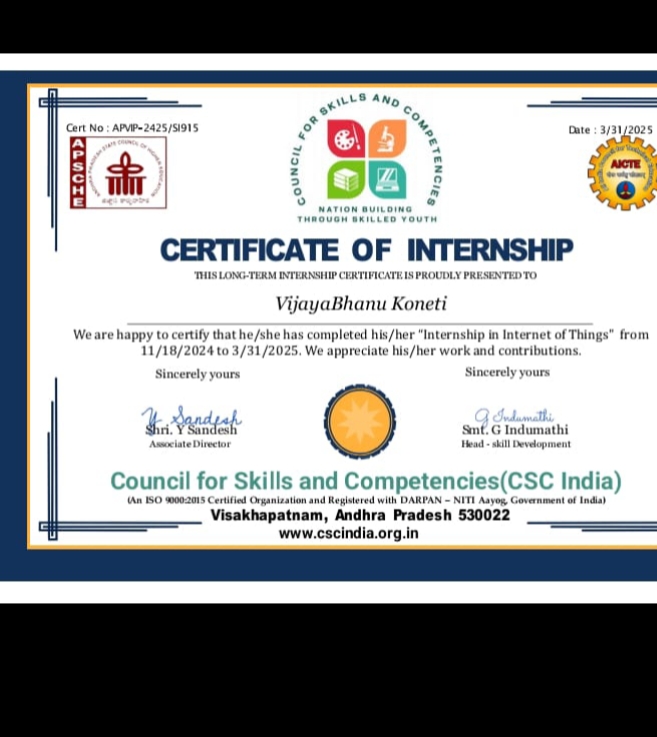 COUNCIL FOR SKILLS AND COMPETENCIES
Cert No : APVIP-2425/SI915
Date : 3/31/2025
APSCHE
AICTE
NATION BUILDING
THROUGH SKILLED YOUTH
CERTIFICATE OF INTERNSHIP
THIS LONG-TERM INTERNSHIP CERTIFICATE IS PROUDLY PRESENTED TO
VijayaBhanu Koneti
We are happy to certify that he/she has completed his/her "Internship in Internet of Things" from
11/18/2024 to 3/31/2025. We appreciate his/her work and contributions.
Sincerely yours
Sincerely yours
Y Sandesh
G Indumathi
Shri. Y Sandesh
Smt. G Indumathi
Associate Director
Head - skill Development
Council for Skills and Competencies(CSC India)
(An ISO 9000:2015 Certified Organization and Registered with DARPAN – NITI Aayog, Government of India)
Visakhapatnam, Andhra Pradesh 530022
www.cscindia.org.in